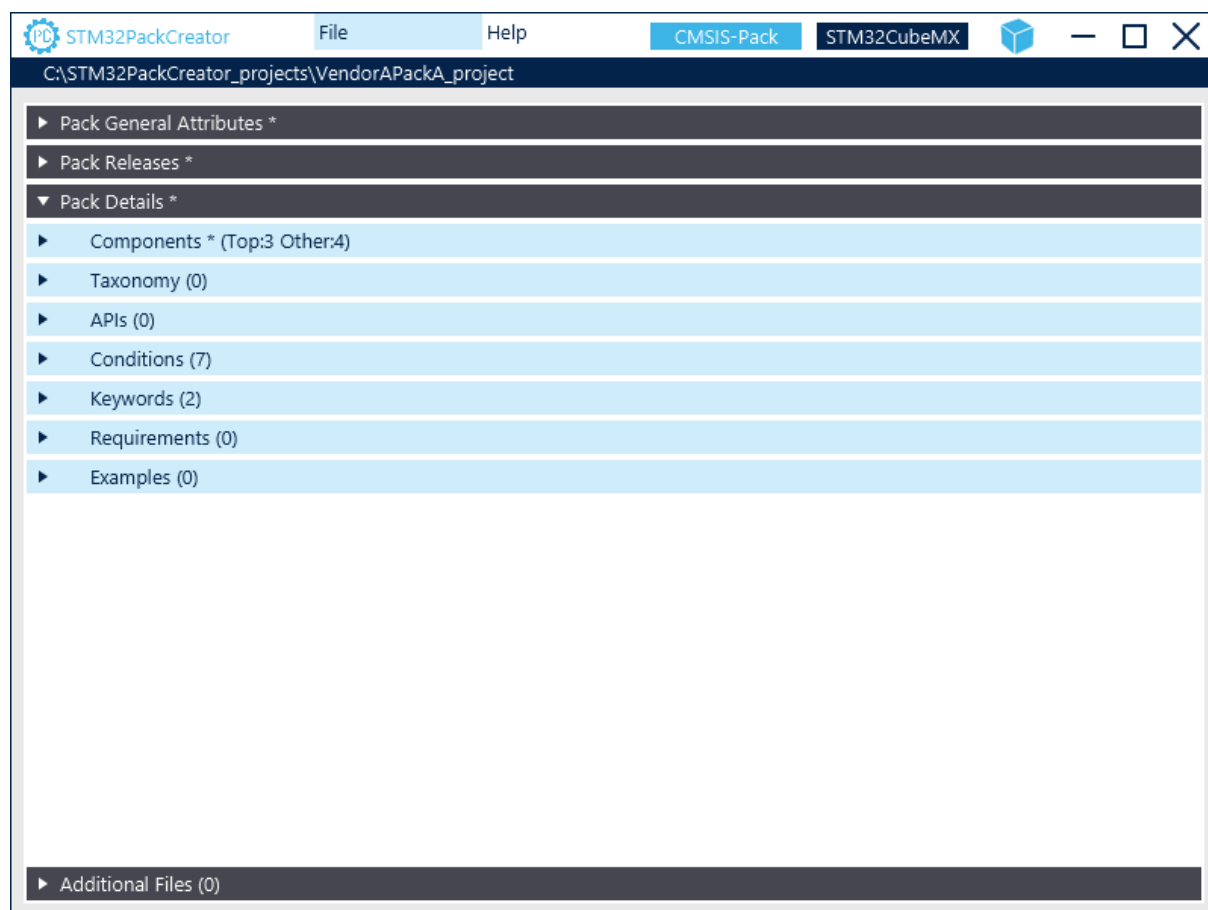 STM32PackCreator File Help CMSIS-Pack STM32CubeMX
C:\STM32PackCreator_projects\VendorAPackA_project
Pack General Attributes *
Pack Releases *
Pack Details *
Components * (Top:3 Other:4)
Taxonomy (0)
APIs (0)
Conditions (7)
Keywords (2)
Requirements (0)
Examples (0)
Additional Files (0)